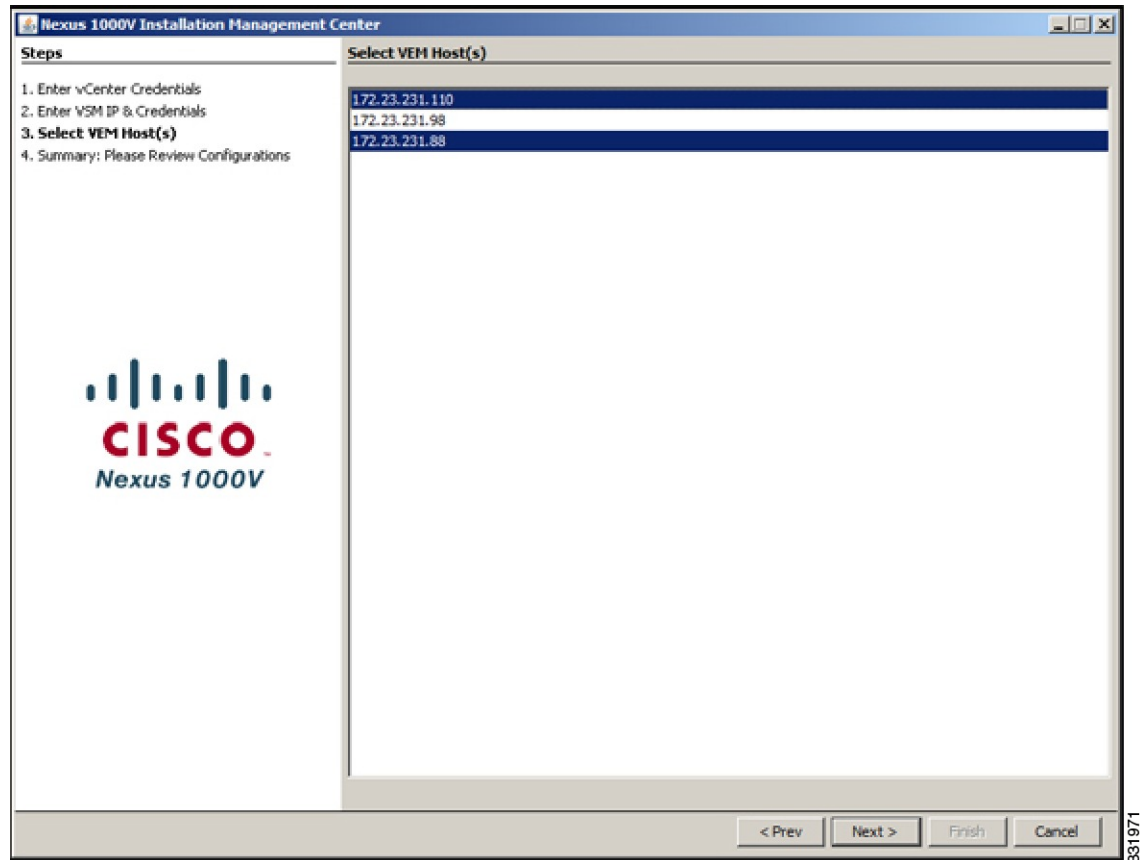 Nexus 1000V Installation Management Center
Steps
1. Enter vCenter Credentials
2. Enter VSM IP & Credentials
3. Select VEM Host(s)
4. Summary: Please Review Configurations
CISCO™
Nexus 1000V
Select VEM Host(s)
172.23.231.110
172.23.231.98
172.23.231.88
< Prev
Next >
Finish
Cancel
331971